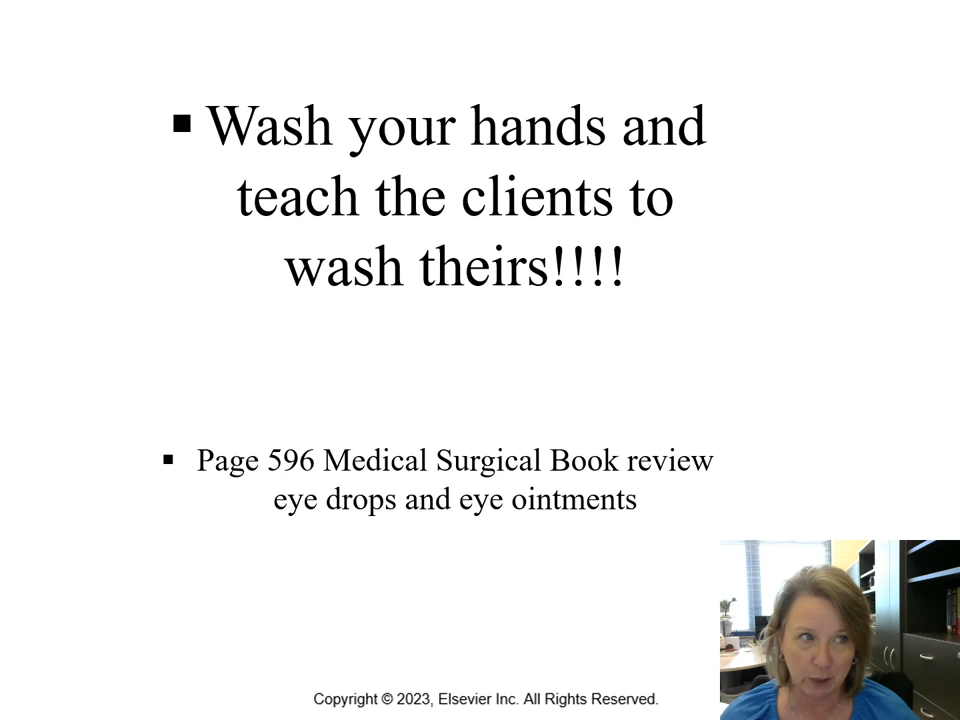 ▪ Wash your hands and
teach the clients to
wash theirs!!!!
▪ Page 596 Medical Surgical Book review
eye drops and eye ointments
Copyright © 2023, Elsevier Inc. All Rights Reserved.